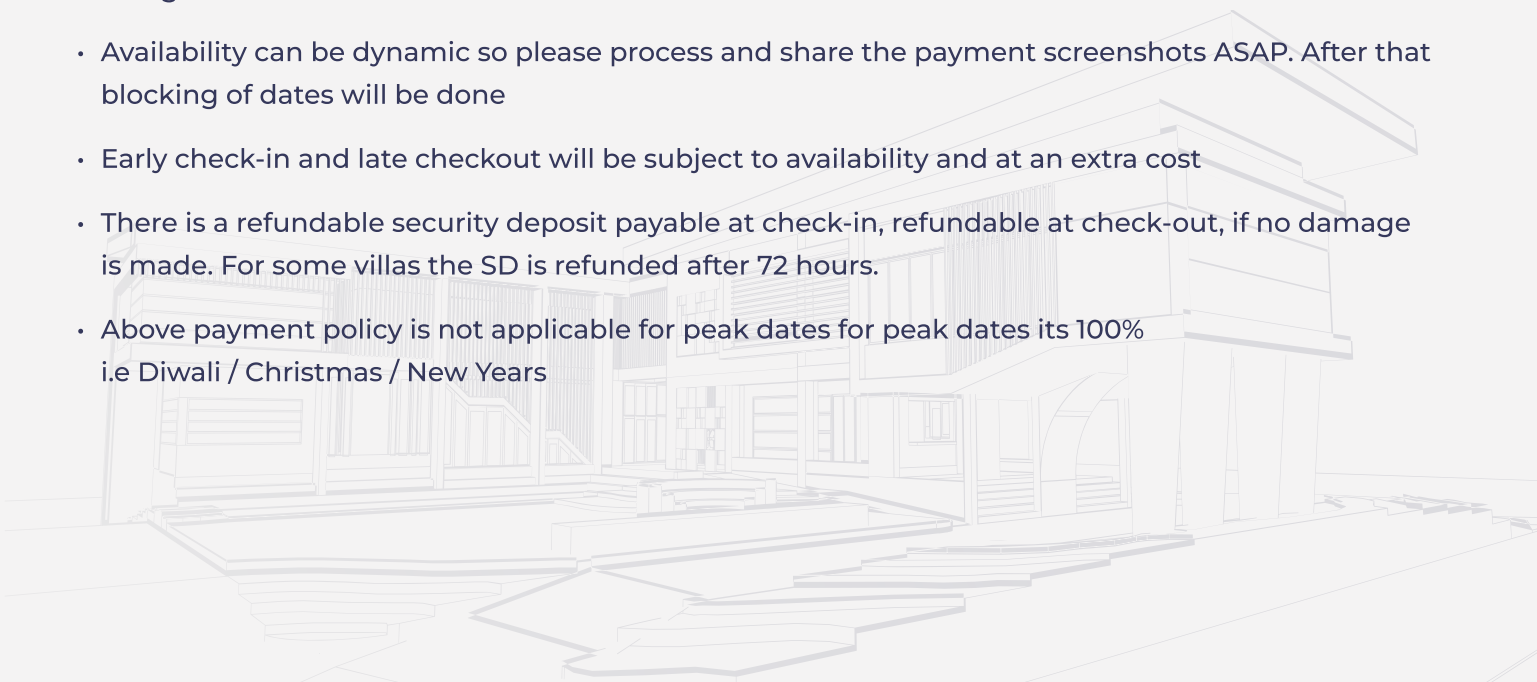 • Availability can be dynamic so please process and share the payment screenshots ASAP. After that
blocking of dates will be done
• Early check-in and late checkout will be subject to availability and at an extra cost
• There is a refundable security deposit payable at check-in, refundable at check-out, if no damage
is made. For some villas the SD is refunded after 72 hours.
• Above payment policy is not applicable for peak dates for peak dates its 100%
i.e Diwali / Christmas / New Years